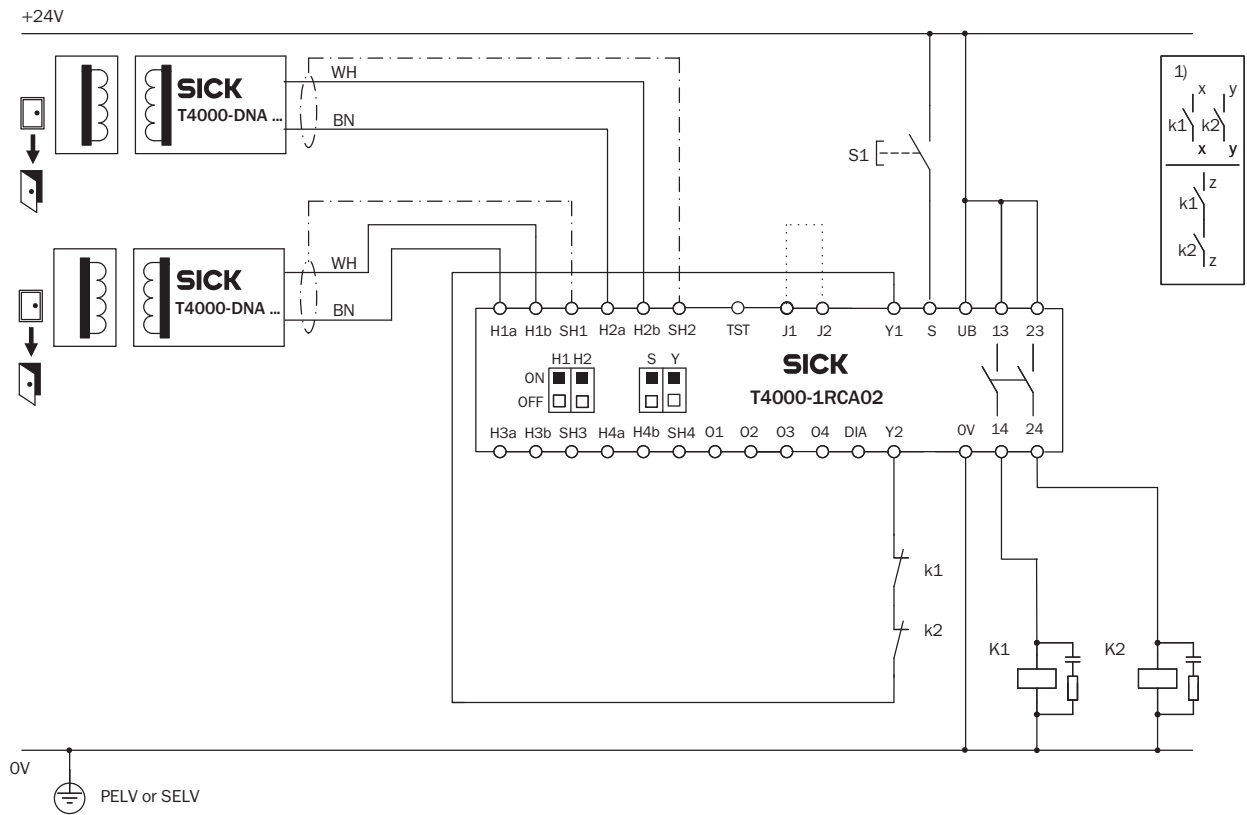 +24V
SICK
T4000-DNA ...
WH
BN
SICK
T4000-DNA ...
WH
BN
S1
1)
x y
k1 k2
x y
z
k1
k2
z
H1a H1b SH1 H2a H2b SH2 TST J1 J2 Y1 S UB 13 23
H1 H2
ON
OFF
S Y
SICK
T4000-1RCA02
H3a H3b SH3 H4a H4b SH4 O1 O2 O3 O4 DIA Y2 0V 14 24
k1
k2
K1
K2
0V
PELV or SELV